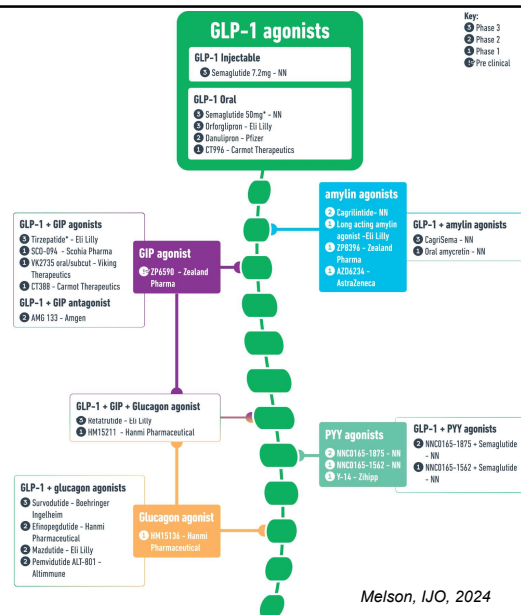 GLP-1 agonists
GLP-1 Injectable
3 Semaglutide 7.2mg - NN
GLP-1 Oral
3 Semaglutide 50mg* - NN
3 Orforglipron - Eli Lilly
2 Danulipron - Pfizer
1 CT996 - Carmot Therapeutics
Key:
3 Phase 3
2 Phase 2
1 Phase 1
Pre clinical
GLP-1 + GIP agonists
3 Tirzepatide* - Eli Lilly
1 SCO-094 - Scohia Pharma
1 VK2735 oral/subcut - Viking
Therapeutics
1 CT388 - Carmot Therapeutics
GLP-1 + GIP antagonist
2 AMG 133 - Amgen
GIP agonist
ZP6590 - Zealand
Pharma
amylin agonists
2 Cagrilintide- NN
1 Long acting amylin
agonist -Eli Lilly
1 ZP8396 - Zealand
Pharma
1 AZD6234 -
AstraZeneca
GLP-1 + amylin agonists
3 CagriSema - NN
1 Oral amycretin - NN
GLP-1 + GIP + Glucagon agonist
3 Retatrutide - Eli Lilly
1 HM15211 - Hanmi Pharmaceutical
PYY agonists
2 NNC0165-1875 - NN
1 NNC0165-1562 - NN
1 Y-14 - Zihipp
GLP-1 + PYY agonists
2 NNC0165-1875 + Semaglutide
- NN
1 NNC0165-1562 + Semaglutide
- NN
GLP-1 + glucagon agonists
3 Survodutide - Boehringer
Ingelheim
2 Efinopegdutide - Hanmi
Pharmaceutical
2 Mazdutide - Eli Lilly
2 Pemvidutide ALT-801 -
Altimmune
Glucagon agonist
1 HM15136 - Hanmi
Pharmaceutical
Melson, IJO, 2024